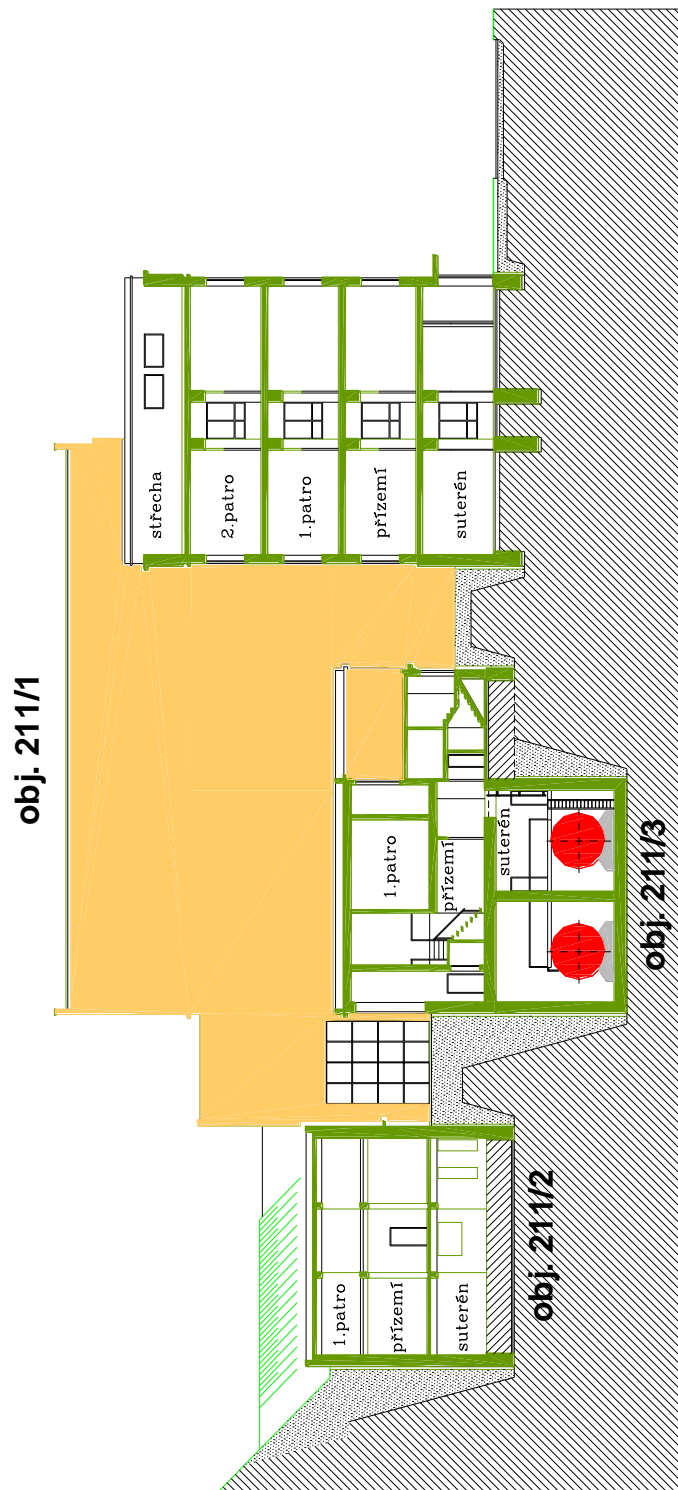 obj. 211/1
střecha
2.patro
1.patro
přízemí
suterén
1.patro
přízemí
suterén
obj. 211/3
1.patro
přízemí
suterén
obj. 211/2